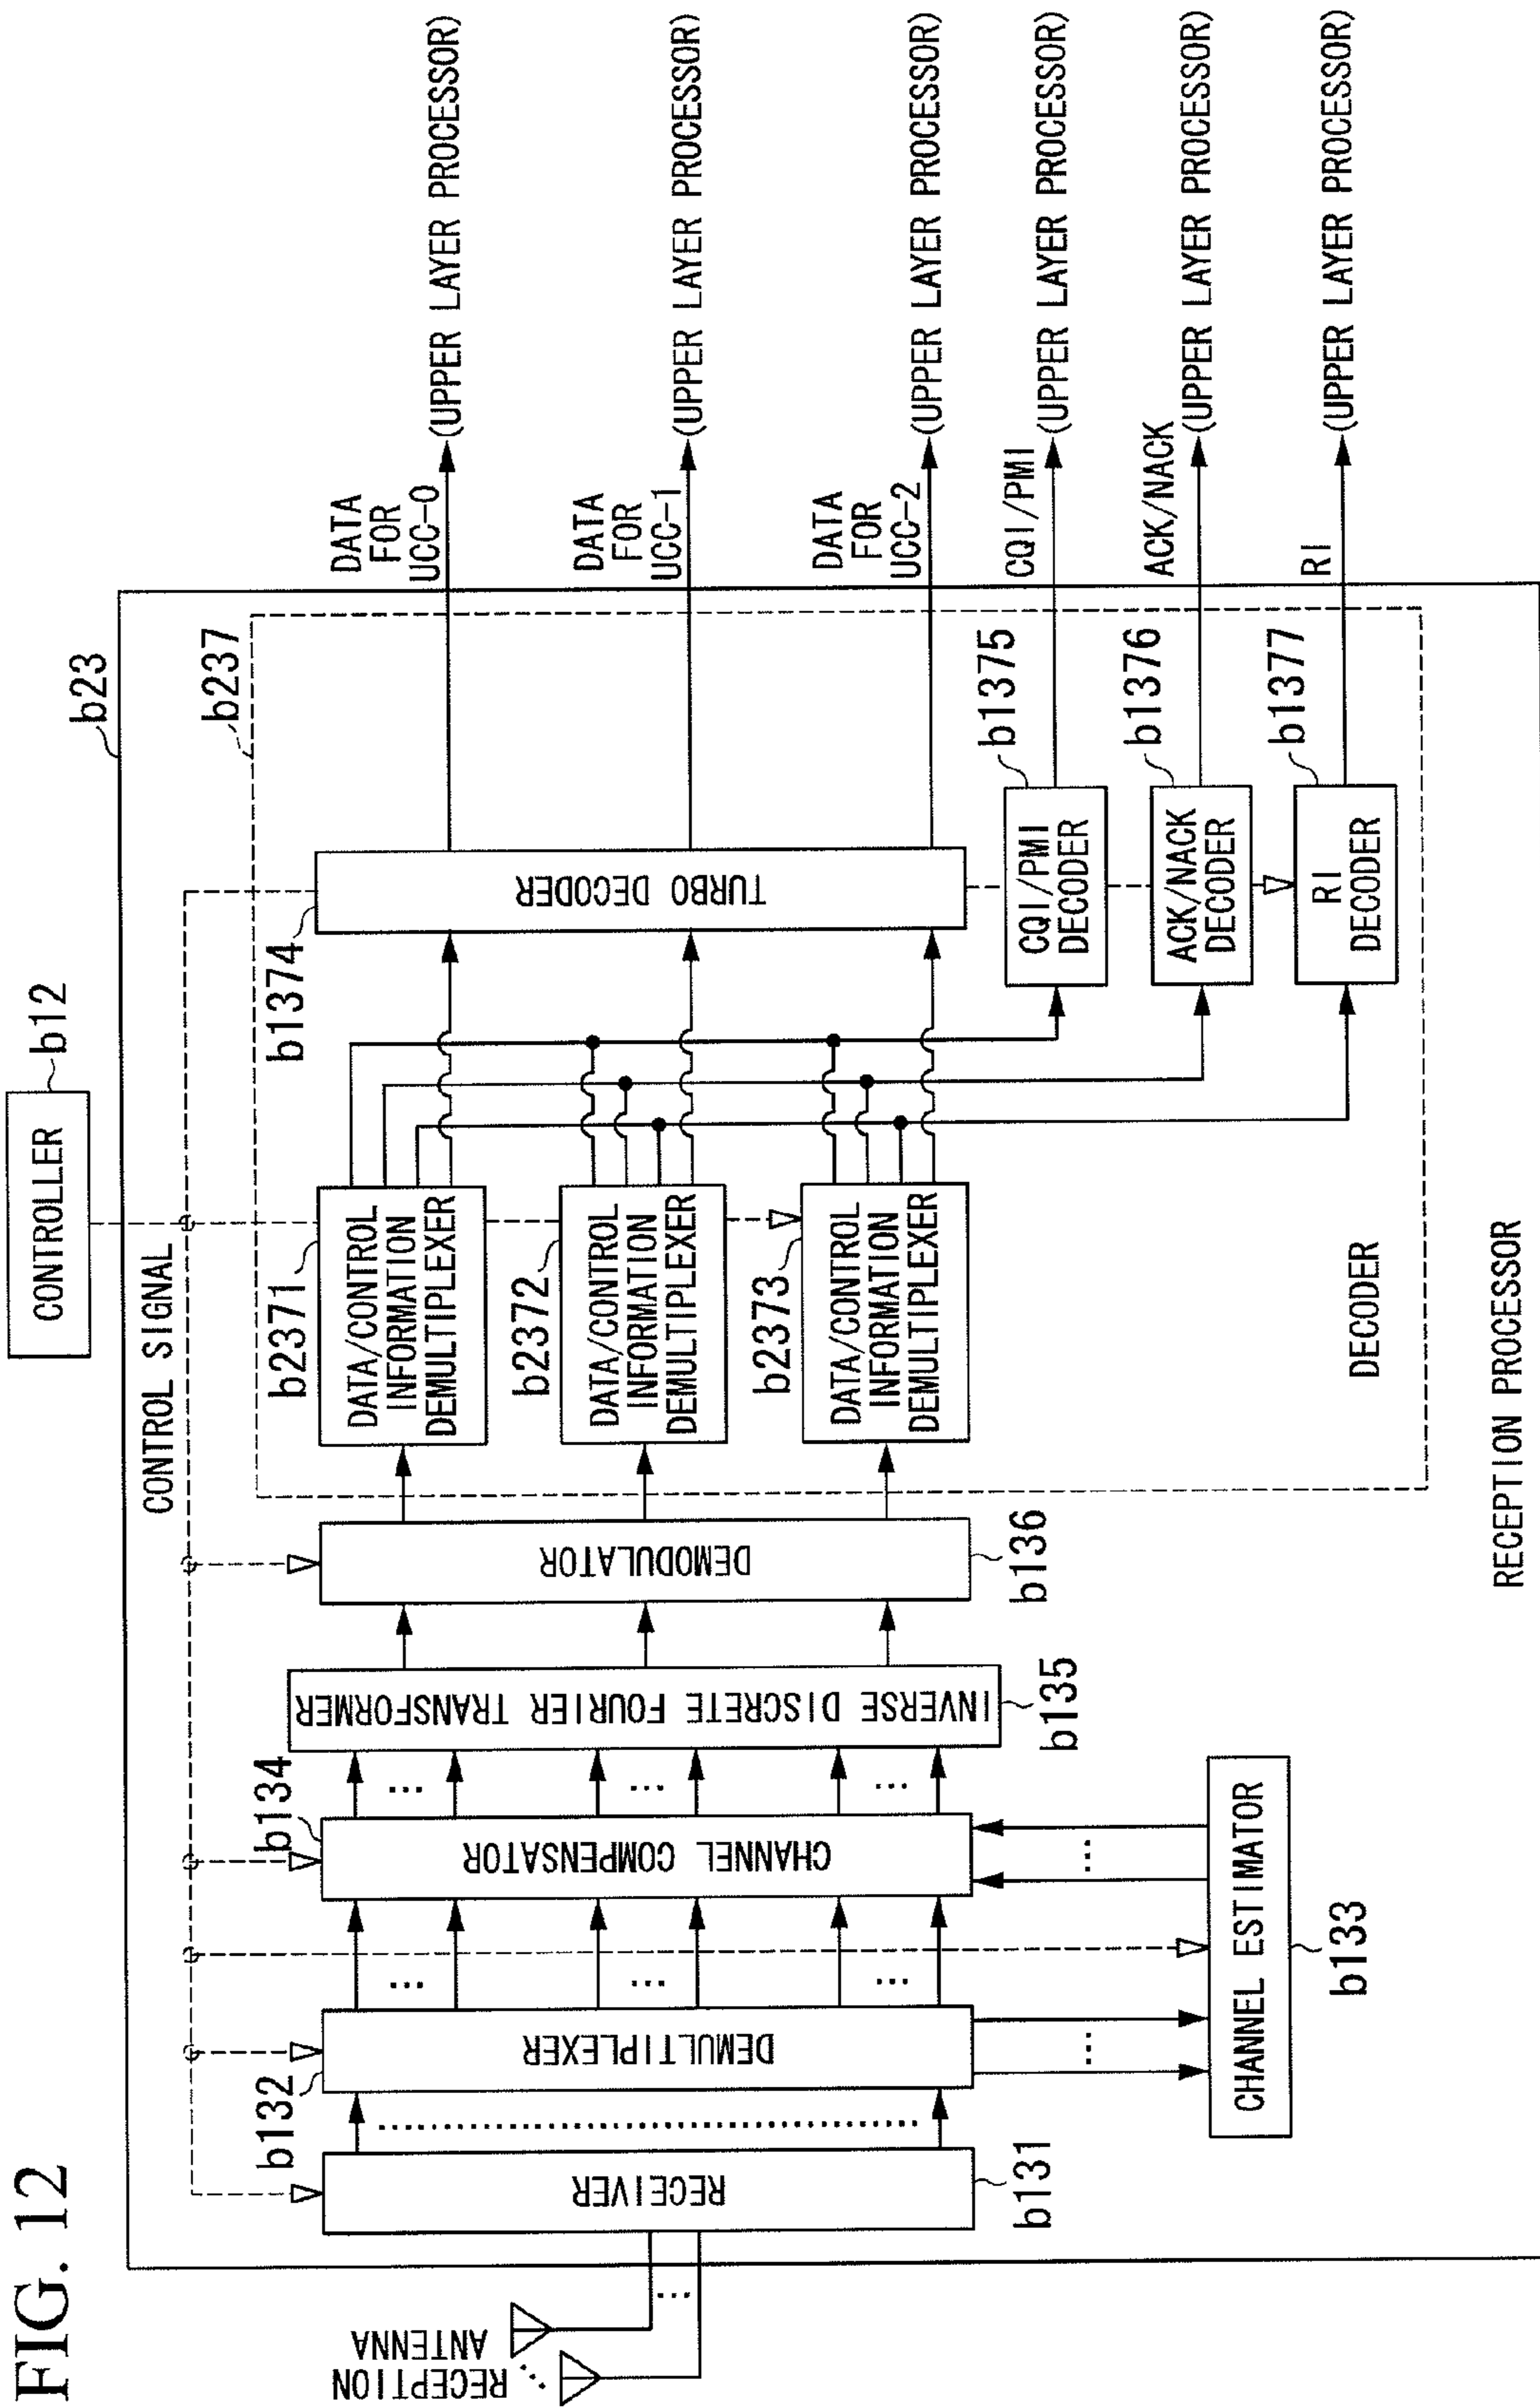 FIG. 12
CONTROLLER
b12
CONTROL SIGNAL
b23
b237
RECEPTION
ANTENNA
...
RECEIVER
b131
DEMULTIPLEXER
b132
CHANNEL ESTIMATOR
b133
CHANNEL COMPENSATOR
b134
INVERSE DISCRETE FOURIER TRANSFORMER
b135
DEMODULATOR
b136
b2371
DATA/CONTROL
INFORMATION
DEMULTIPLEXER
b2372
DATA/CONTROL
INFORMATION
DEMULTIPLEXER
b2373
DATA/CONTROL
INFORMATION
DEMULTIPLEXER
b1374
TURBO DECODER
b1375
CQI/PMI
DECODER
b1376
ACK/NACK
DECODER
b1377
RI
DECODER
DATA
FOR
UCC-0
(UPPER LAYER PROCESSOR)
DATA
FOR
UCC-1
(UPPER LAYER PROCESSOR)
DATA
FOR
UCC-2
(UPPER LAYER PROCESSOR)
CQI/PMI
(UPPER LAYER PROCESSOR)
ACK/NACK
(UPPER LAYER PROCESSOR)
RI
(UPPER LAYER PROCESSOR)
DECODER
RECEPTION PROCESSOR